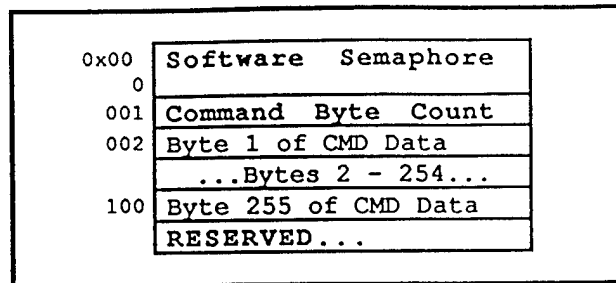 0x00 Software Semaphore
0
001 Command Byte Count
002 Byte 1 of CMD Data
...Bytes 2 - 254...
100 Byte 255 of CMD Data
RESERVED...